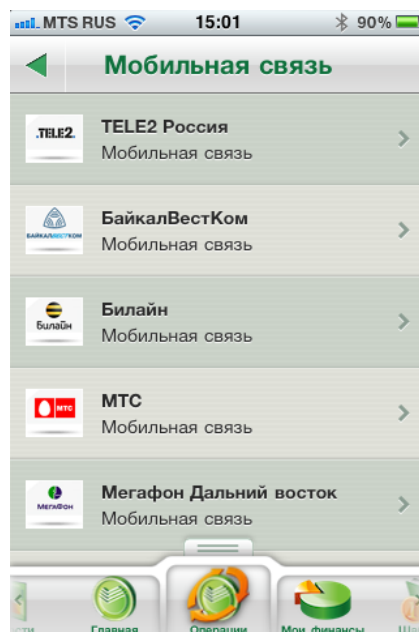 MTS RUS 15:01 90%
Мобильная связь
TELE2 TELE2 Россия
Мобильная связь
БАЙКАЛВЕСТКОМ БайкалВестКом
Мобильная связь
Билайн Билайн
Мобильная связь
МТС МТС
Мобильная связь
МЕГАФОН Мегафон Дальний восток
Мобильная связь
сти Главная Операции Мои финансы